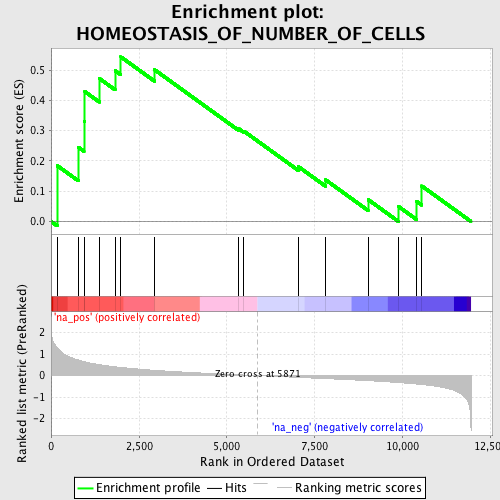 Enrichment plot:
HOMEOSTASIS_OF_NUMBER_OF_CELLS
Enrichment score (ES)
0.5
0.4
0.3
0.2
0.1
0.0
'na_pos' (positively correlated)
Ranked list metric (PreRanked)
2
1
0
-1
-2
Zero cross at 5871
'na_neg' (negatively correlated)
0
2,500
5,000
7,500
10,000
12,500
Rank in Ordered Dataset
Enrichment profile
Hits
Ranking metric scores